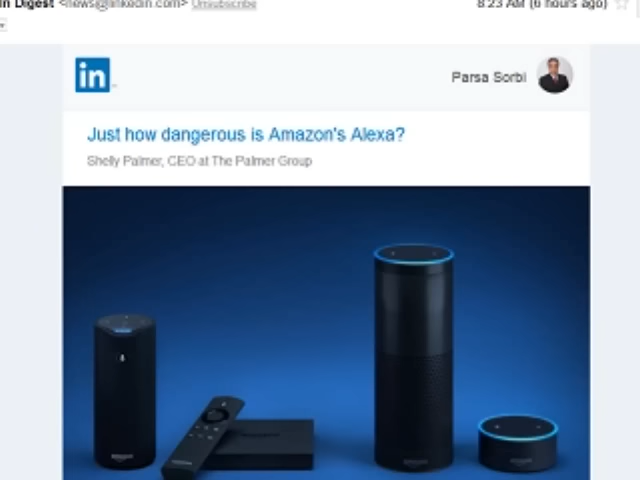 In Digest <news@linkedin.com> Unsubscribe
8:23 AM (6 hours ago)
in
Parsa Sorbi
Just how dangerous is Amazon's Alexa?
Shelly Palmer, CEO at The Palmer Group